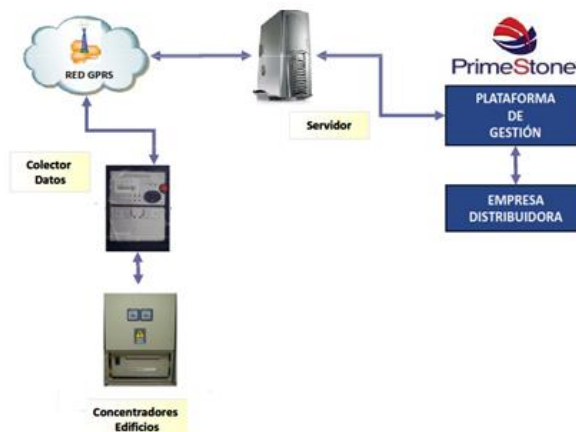 RED GPRS
Servidor
PrimeStone
PLATAFORMA
DE
GESTIÓN
EMPRESA
DISTRIBUIDORA
Colector
Datos
Concentradores
Edificios